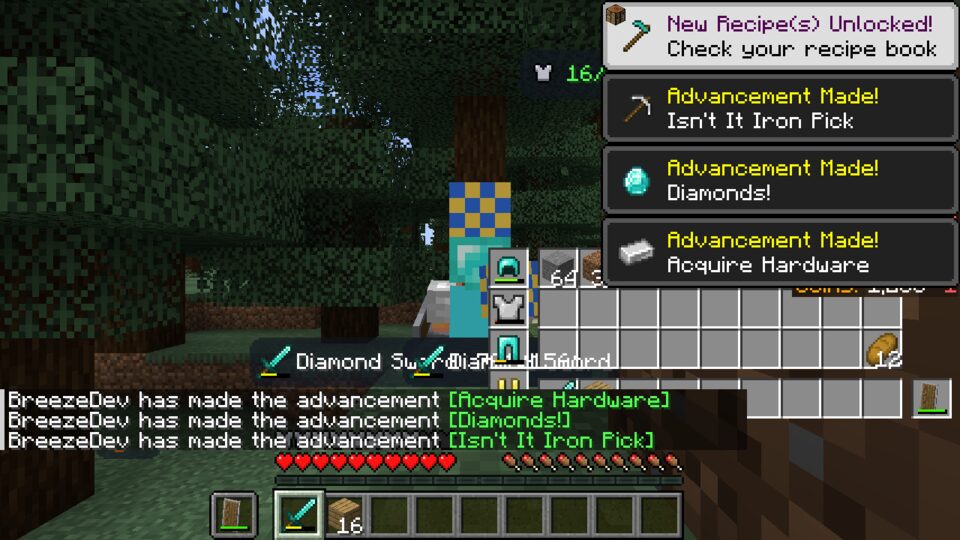 New Recipe(s) Unlocked!
Check your recipe book
16/
Advancement Made!
Isn't It Iron Pick
Advancement Made!
Diamonds!
Advancement Made!
Acquire Hardware
64
12
Diamond
BreezeDev has made the advancement [Acquire Hardware]
BreezeDev has made the advancement [Diamonds!]
BreezeDev has made the advancement [Isn't It Iron Pick]
16